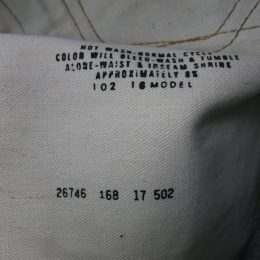 HOT WASH-NORMAL CYCLE
COLOR WILL BLEED-WASH & TUMBLE
ALONE-WAIST & INSEAM SHRINK
APPROXIMATELY 8%
102 16 MODEL
26746 168 17 502